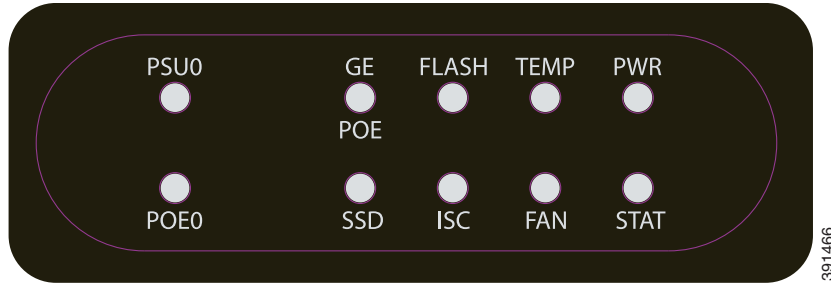 PSU0 GE FLASH TEMP PWR
POE
POE0 SSD ISC FAN STAT
391466